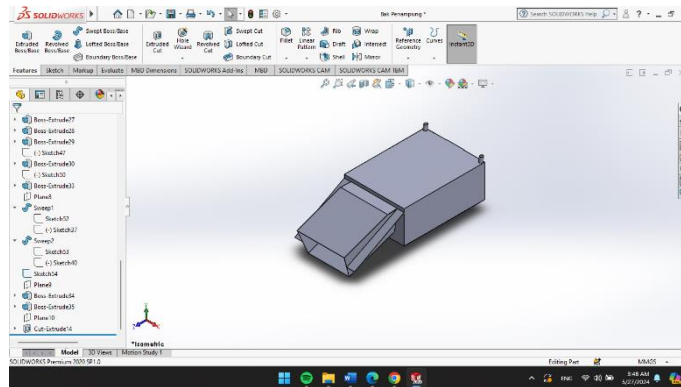 SOLIDWORKS
Bak Penampung *
Search SOLIDWORKS Help
Extruded Boss/Base
Revolved Boss/Base
Swept Boss/Base
Lofted Boss/Base
Boundary Boss/Base
Extruded Cut
Hole Wizard
Revolved Cut
Swept Cut
Lofted Cut
Boundary Cut
Fillet
Linear Pattern
Rib
Draft
Shell
Wrap
Intersect
Mirror
Reference Geometry
Curves
Instant3D
Features Sketch Markup Evaluate MBD Dimensions SOLIDWORKS Add-Ins MBD SOLIDWORKS CAM SOLIDWORKS CAM TBM
Boss-Extrude27
Boss-Extrude28
Boss-Extrude29
(-) Sketch47
Boss-Extrude30
(-) Sketch50
Boss-Extrude33
Plane8
Sweep1
Sketch52
(-) Sketch37
Sweep2
Sketch53
(-) Sketch40
Sketch54
Plane9
Boss-Extrude34
Boss-Extrude35
Plane10
Cut-Extrude14
*Isometric
Model 3D Views Motion Study 1
SOLIDWORKS Premium 2020 SP1.0
Editing Part
MMGS
ENG
3:48 AM
5/27/2024